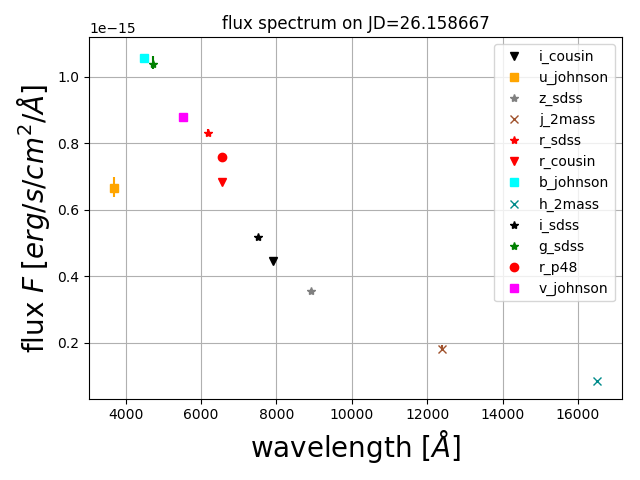 flux spectrum on JD=26.158667
1e−15
flux F [erg/s/cm²/Å]
1.0
0.8
0.6
0.4
0.2
i_cousin
u_johnson
z_sdss
j_2mass
r_sdss
r_cousin
b_johnson
h_2mass
i_sdss
g_sdss
r_p48
v_johnson
4000 6000 8000 10000 12000 14000 16000
wavelength [Å]